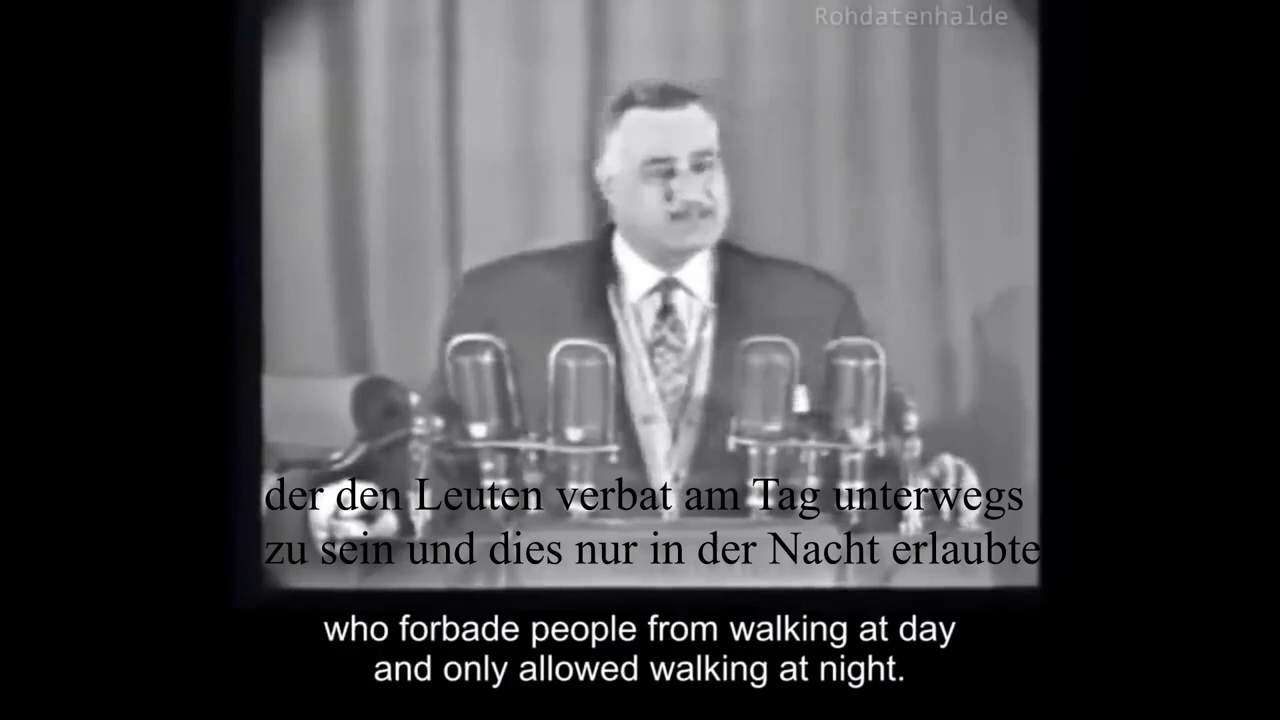 Rohdatenhalde
der den Leuten verbat am Tag unterwegs
zu sein und dies nur in der Nacht erlaubte
who forbade people from walking at day
and only allowed walking at night.